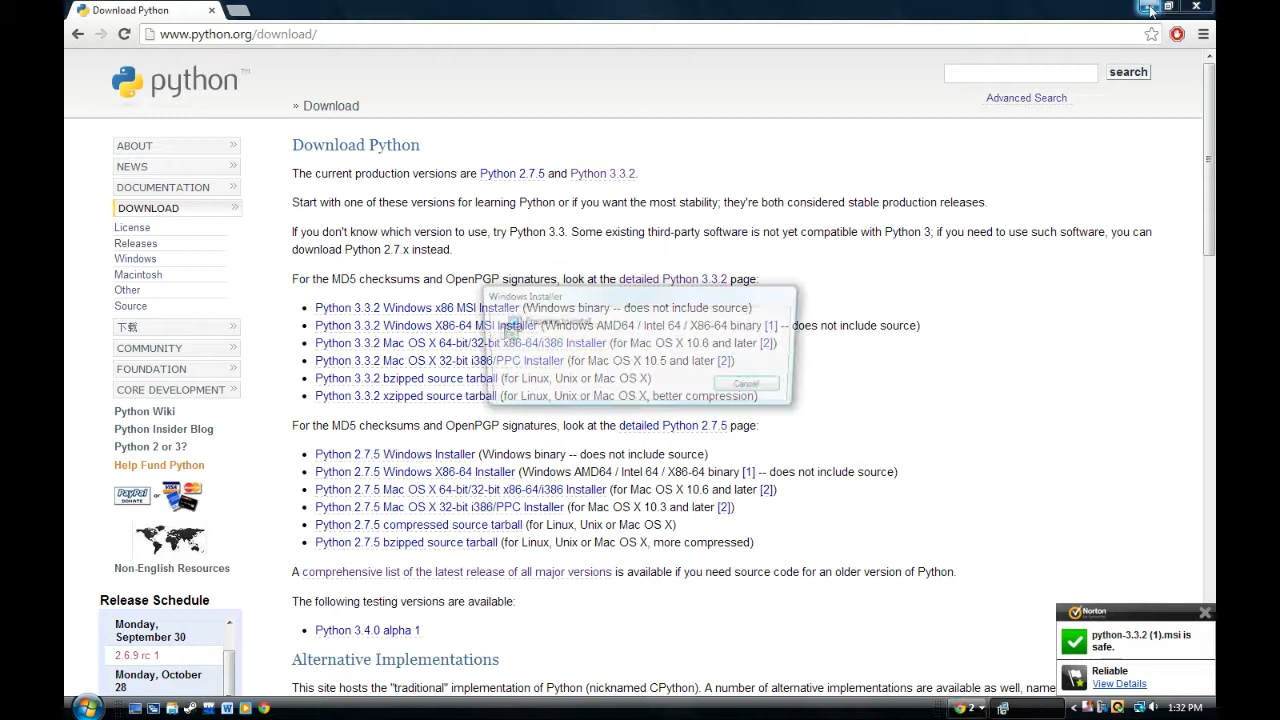 Download Python
www.python.org/download/
python™
search
» Download
Advanced Search
ABOUT
NEWS
DOCUMENTATION
DOWNLOAD
License
Releases
Windows
Macintosh
Other
Source
下载
COMMUNITY
FOUNDATION
CORE DEVELOPMENT
Python Wiki
Python Insider Blog
Python 2 or 3?
Help Fund Python
PayPal
DONATE
or
VISA
Non-English Resources
Release Schedule
Monday,
September 30
2.6.9 rc 1
Monday, October
28
Download Python
The current production versions are Python 2.7.5 and Python 3.3.2.
Start with one of these versions for learning Python or if you want the most stability; they're both considered stable production releases.
If you don't know which version to use, try Python 3.3. Some existing third-party software is not yet compatible with Python 3; if you need to use such software, you can
download Python 2.7.x instead.
For the MD5 checksums and OpenPGP signatures, look at the detailed Python 3.3.2 page:
Windows Installer
Python 3.3.2 Windows x86 MSI Installer (Windows binary -- does not include source)
Python 3.3.2 Windows X86-64 MSI Installer (Windows AMD64 / Intel 64 / X86-64 binary [1] -- does not include source)
Python 3.3.2 Mac OS X 64-bit/32-bit x86-64/i386 Installer (for Mac OS X 10.6 and later [2])
Python 3.3.2 Mac OS X 32-bit i386/PPC Installer (for Mac OS X 10.5 and later [2])
Python 3.3.2 bzipped source tarball (for Linux, Unix or Mac OS X)
Cancel
Python 3.3.2 xzipped source tarball (for Linux, Unix or Mac OS X, better compression)
For the MD5 checksums and OpenPGP signatures, look at the detailed Python 2.7.5 page:
Python 2.7.5 Windows Installer (Windows binary -- does not include source)
Python 2.7.5 Windows X86-64 Installer (Windows AMD64 / Intel 64 / X86-64 binary [1] -- does not include source)
Python 2.7.5 Mac OS X 64-bit/32-bit x86-64/i386 Installer (for Mac OS X 10.6 and later [2])
Python 2.7.5 Mac OS X 32-bit i386/PPC Installer (for Mac OS X 10.3 and later [2])
Python 2.7.5 compressed source tarball (for Linux, Unix or Mac OS X)
Python 2.7.5 bzipped source tarball (for Linux, Unix or Mac OS X, more compressed)
A comprehensive list of the latest release of all major versions is available if you need source code for an older version of Python.
The following testing versions are available:
Python 3.4.0 alpha 1
Alternative Implementations
This site hosts the "traditional" implementation of Python (nicknamed CPython). A number of alternative implementations are available as well, name
Norton
python-3.3.2 (1).msi is
safe.
Reliable
View Details
2
1:32 PM